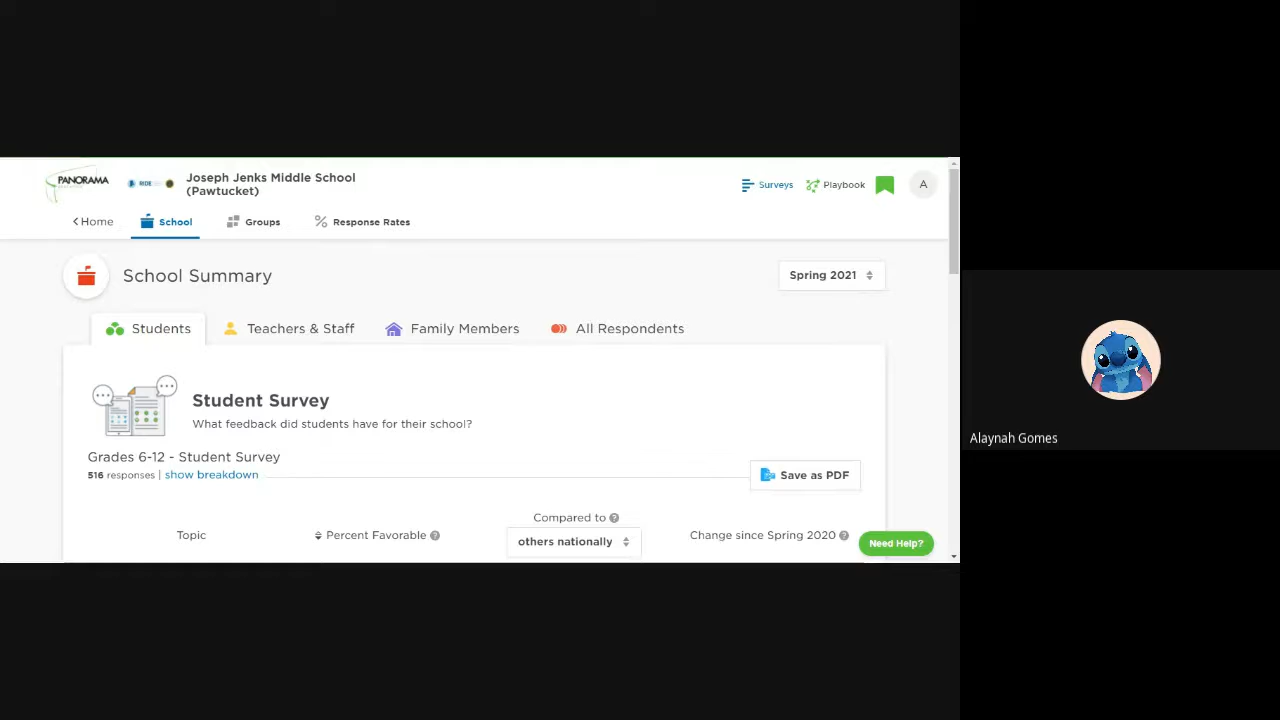 PANORAMA
RIDE
Joseph Jenks Middle School
(Pawtucket)
Surveys
Playbook
A
Home
School
Groups
Response Rates
School Summary
Spring 2021
Students
Teachers & Staff
Family Members
All Respondents
Student Survey
What feedback did students have for their school?
Grades 6-12 - Student Survey
516 responses | show breakdown
Save as PDF
Topic
Percent Favorable ?
Compared to ?
others nationally
Change since Spring 2020 ?
Need Help?
Alaynah Gomes